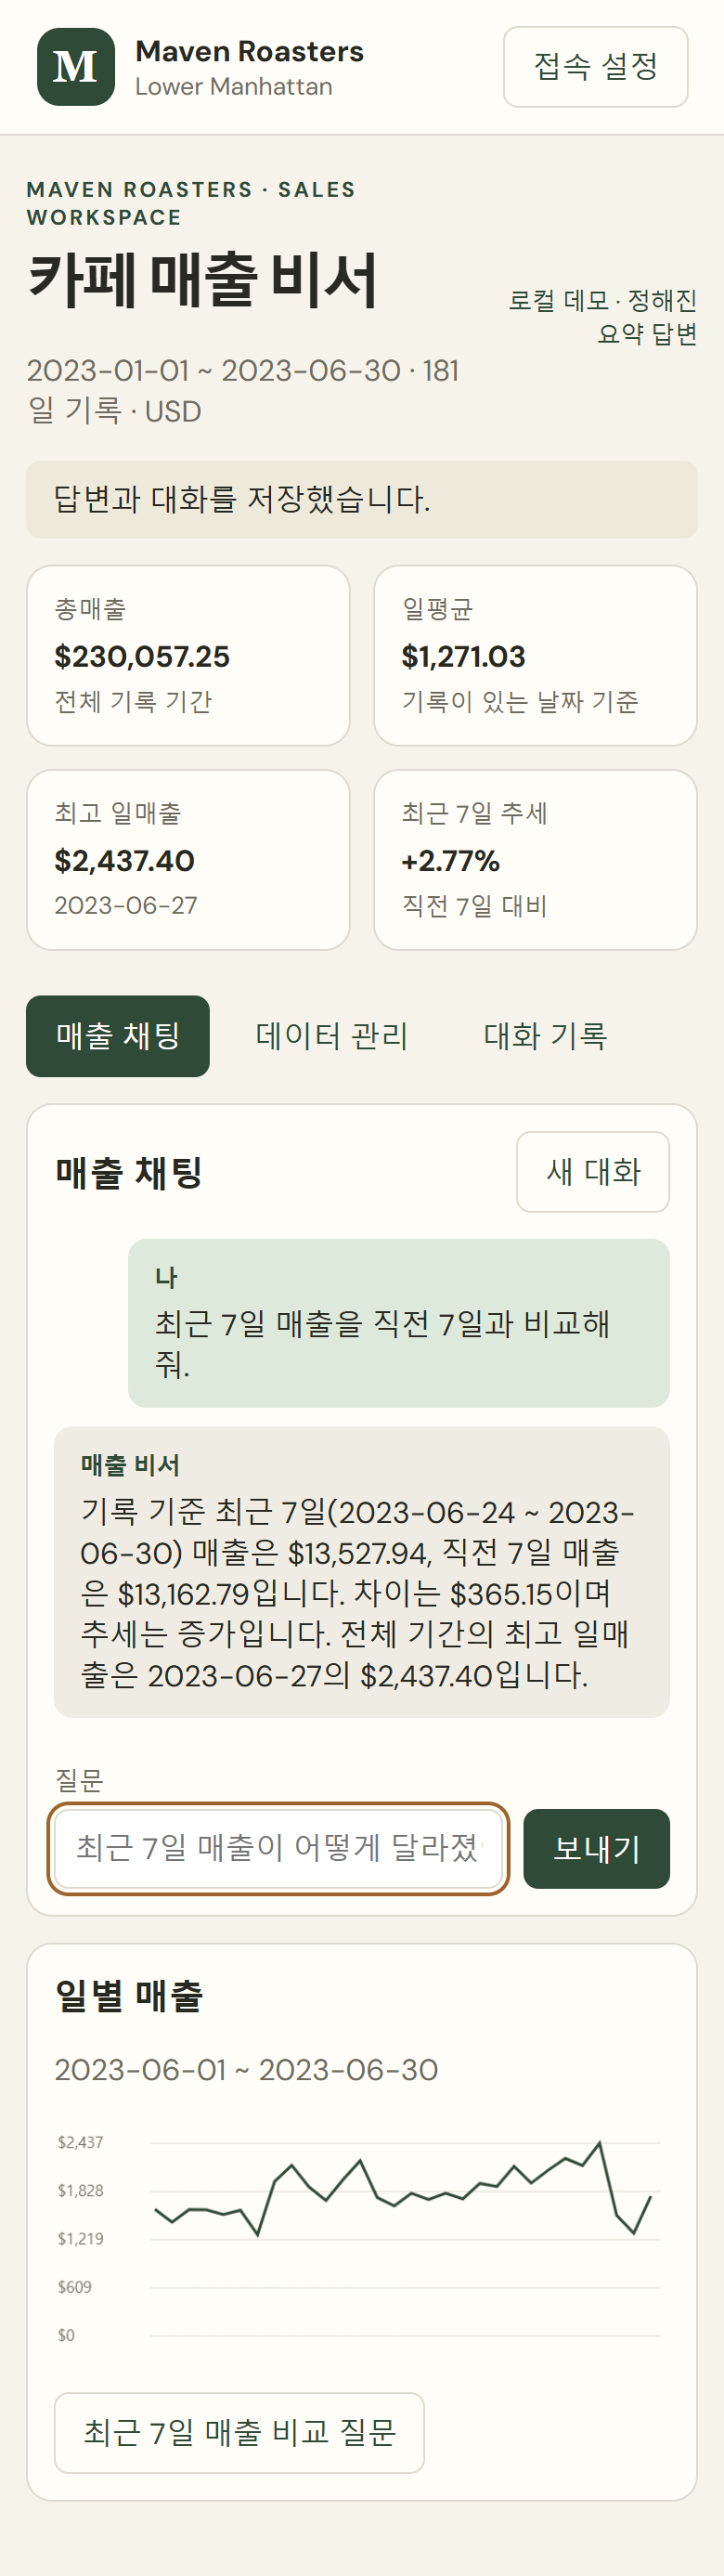 M
Maven Roasters
Lower Manhattan
접속 설정
MAVEN ROASTERS · SALES
WORKSPACE
카페 매출 비서
로컬 데모 · 정해진
요약 답변
2023-01-01 ~ 2023-06-30 · 181
일 기록 · USD
답변과 대화를 저장했습니다.
총매출
$230,057.25
전체 기록 기간
일평균
$1,271.03
기록이 있는 날짜 기준
최고 일매출
$2,437.40
2023-06-27
최근 7일 추세
+2.77%
직전 7일 대비
매출 채팅
데이터 관리
대화 기록
매출 채팅
새 대화
나
최근 7일 매출을 직전 7일과 비교해
줘.
매출 비서
기록 기준 최근 7일(2023-06-24 ~ 2023-
06-30) 매출은 $13,527.94, 직전 7일 매출
은 $13,162.79입니다. 차이는 $365.15이며
추세는 증가입니다. 전체 기간의 최고 일매
출은 2023-06-27의 $2,437.40입니다.
질문
최근 7일 매출이 어떻게 달라졌
보내기
일별 매출
2023-06-01 ~ 2023-06-30
$2,437
$1,828
$1,219
$609
$0
최근 7일 매출 비교 질문